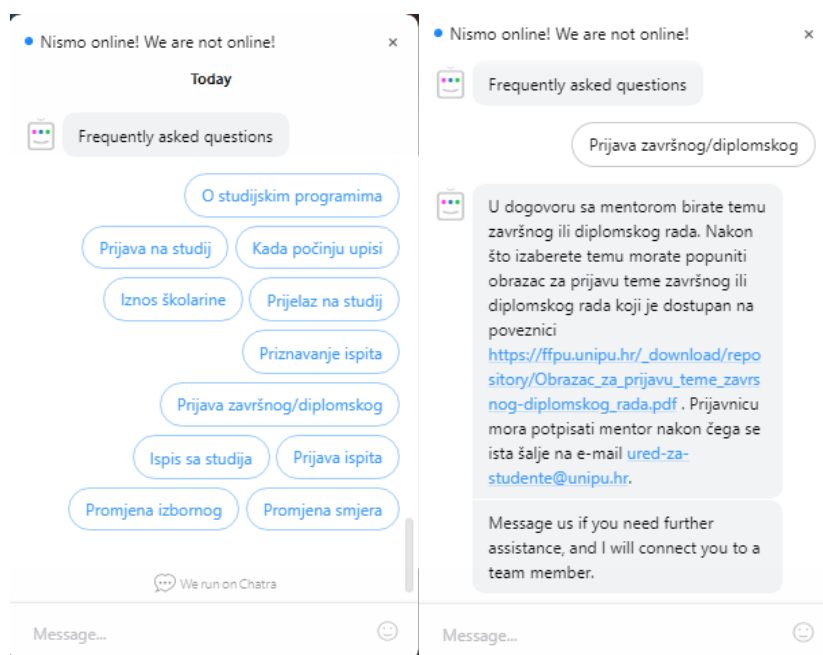 Nismo online! We are not online!
×
Today
Frequently asked questions
O studijskim programima
Prijava na studij
Kada počinju upisi
Iznos školarine
Prijelaz na studij
Priznavanje ispita
Prijava završnog/diplomskog
Ispis sa studija
Prijava ispita
Promjena izbornog
Promjena smjera
We run on Chatra
Message...
Nismo online! We are not online!
×
Frequently asked questions
Prijava završnog/diplomskog
U dogovoru sa mentorom birate temu
završnog ili diplomskog rada. Nakon
što izaberete temu morate popuniti
obrazac za prijavu teme završnog ili
diplomskog rada koji je dostupan na
poveznici
https://ffpu.unipu.hr/_download/repo
sitory/Obrazac_za_prijavu_teme_zavrs
nog-diplomskog_rada.pdf . Prijavnicu
mora potpisati mentor nakon čega se
ista šalje na e-mail ured-za-
studente@unipu.hr.
Message us if you need further
assistance, and I will connect you to a
team member.
Message...